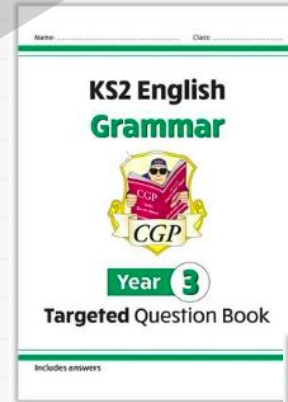 Name: Class:
KS2 English
Grammar
CGP
CGP
Year 3
Targeted Question Book
Includes answers